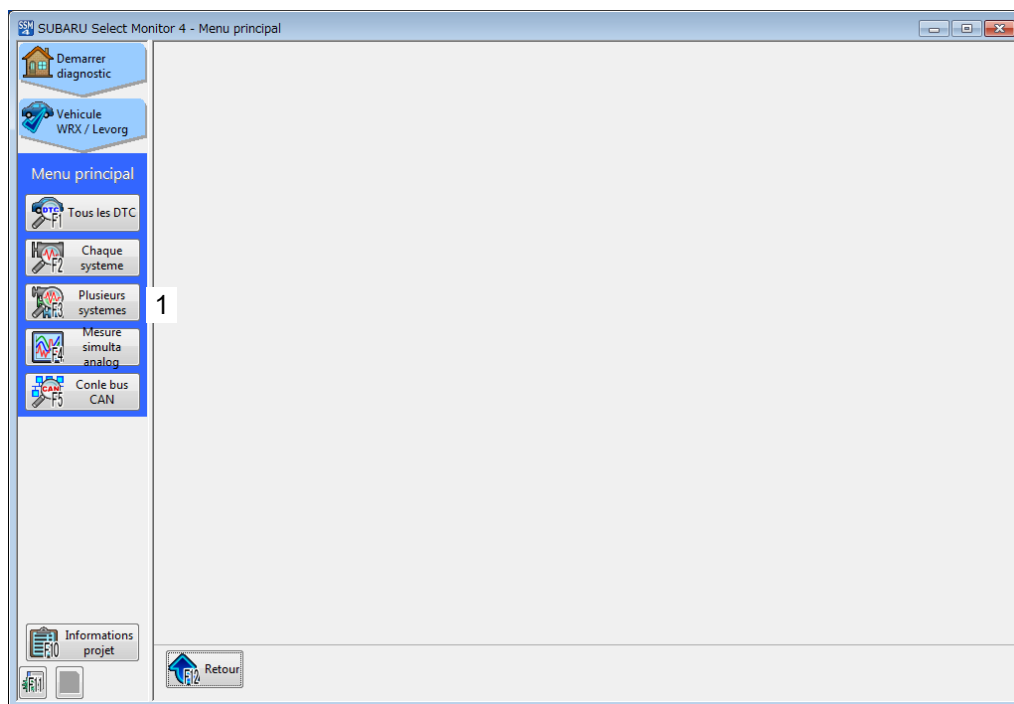 SSM
SUBARU Select Monitor 4 - Menu principal
Demarrer
diagnostic
Vehicule
WRX / Levorg
Menu principal
DTC
F1
Tous les DTC
F2
Chaque
systeme
F3
Plusieurs
systemes
1
F4
Mesure
simulta
analog
CAN
F5
Conle bus
CAN
F10
Informations
projet
F11
F12
Retour